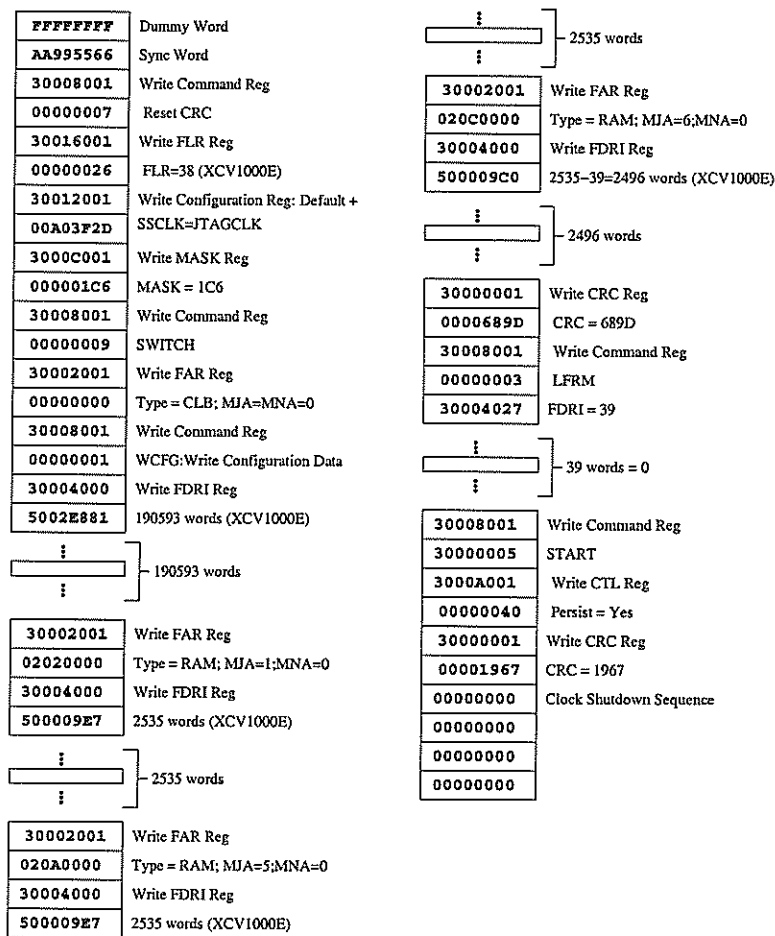 FFFFFFFF Dummy Word
AA995566 Sync Word
30008001 Write Command Reg
00000007 Reset CRC
30016001 Write FLR Reg
00000026 FLR=38 (XCV1000E)
30012001 Write Configuration Reg: Default +
00A03F2D SSCLK=JTAGCLK
3000C001 Write MASK Reg
000001C6 MASK = 1C6
30008001 Write Command Reg
00000009 SWITCH
30002001 Write FAR Reg
00000000 Type = CLB; MJA=MNA=0
30008001 Write Command Reg
00000001 WCFG:Write Configuration Data
30004000 Write FDRI Reg
5002E881 190593 words (XCV1000E)
190593 words
30002001 Write FAR Reg
02020000 Type = RAM; MJA=1;MNA=0
30004000 Write FDRI Reg
500009E7 2535 words (XCV1000E)
2535 words
30002001 Write FAR Reg
020A0000 Type = RAM; MJA=5;MNA=0
30004000 Write FDRI Reg
500009E7 2535 words (XCV1000E)
2535 words
30002001 Write FAR Reg
020C0000 Type = RAM; MJA=6;MNA=0
30004000 Write FDRI Reg
500009C0 2535-39=2496 words (XCV1000E)
2496 words
30000001 Write CRC Reg
0000689D CRC = 689D
30008001 Write Command Reg
00000003 LFRM
30004027 FDRI = 39
39 words = 0
30008001 Write Command Reg
30000005 START
3000A001 Write CTL Reg
00000040 Persist = Yes
30000001 Write CRC Reg
00001967 CRC = 1967
00000000 Clock Shutdown Sequence
00000000
00000000
00000000